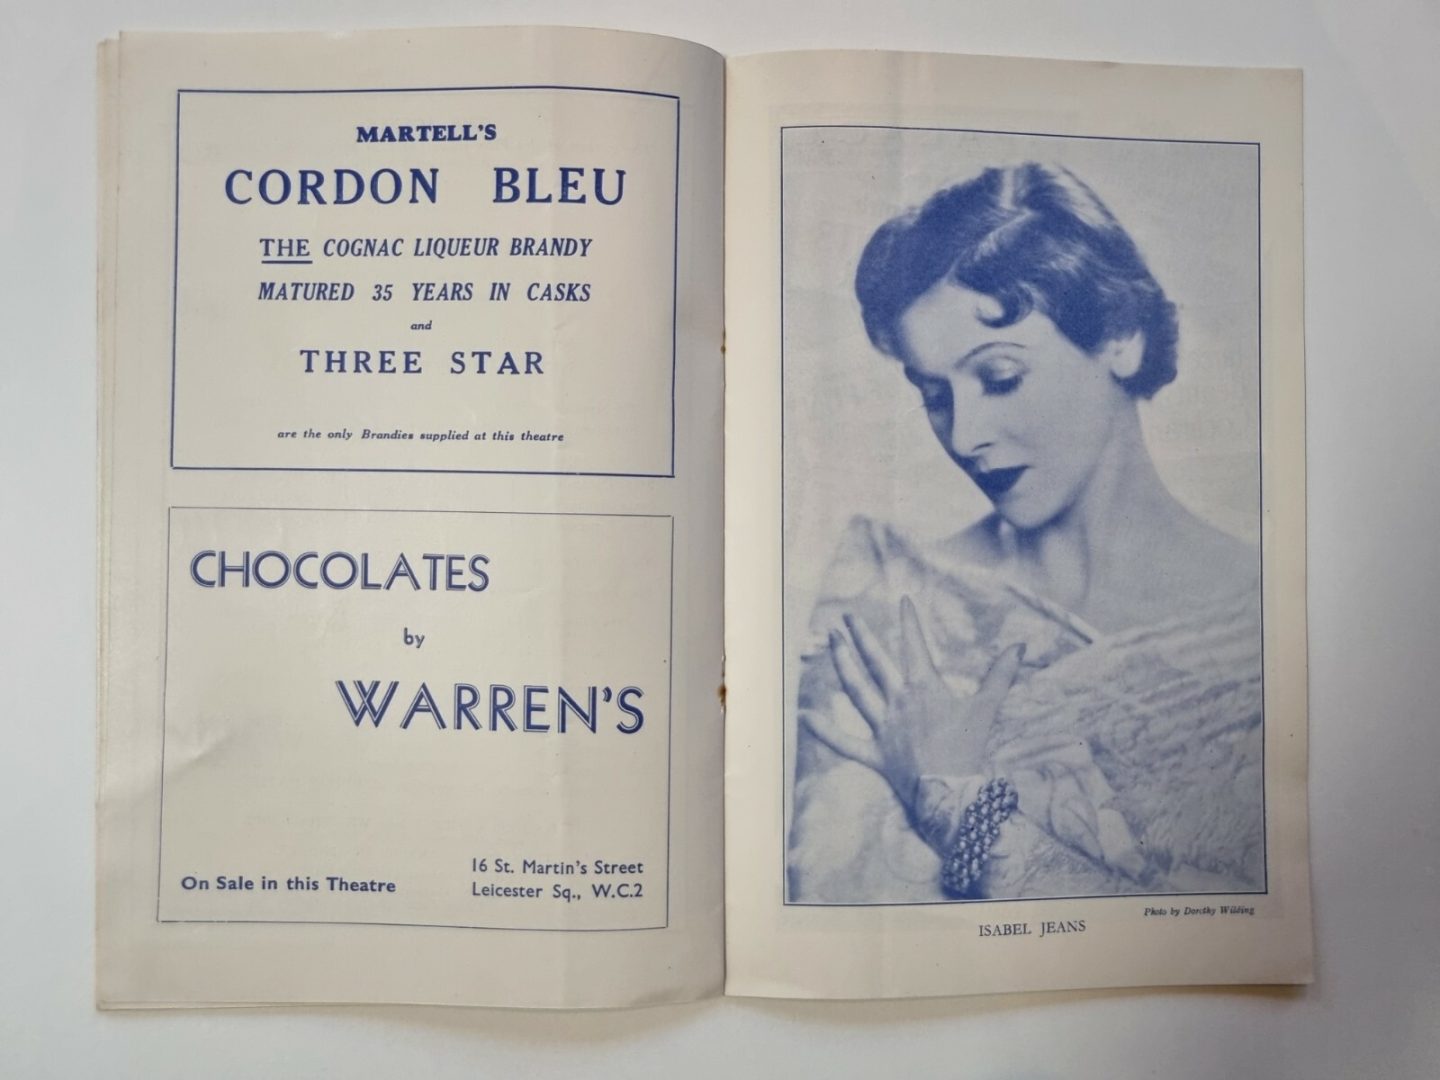 MARTELL'S
CORDON BLEU
THE COGNAC LIQUEUR BRANDY
MATURED 35 YEARS IN CASKS
and
THREE STAR
are the only Brandies supplied at this theatre
CHOCOLATES
by
WARREN'S
On Sale in this Theatre
16 St. Martin's Street
Leicester Sq., W.C.2
Photo by Dorothy Wilding
ISABEL JEANS